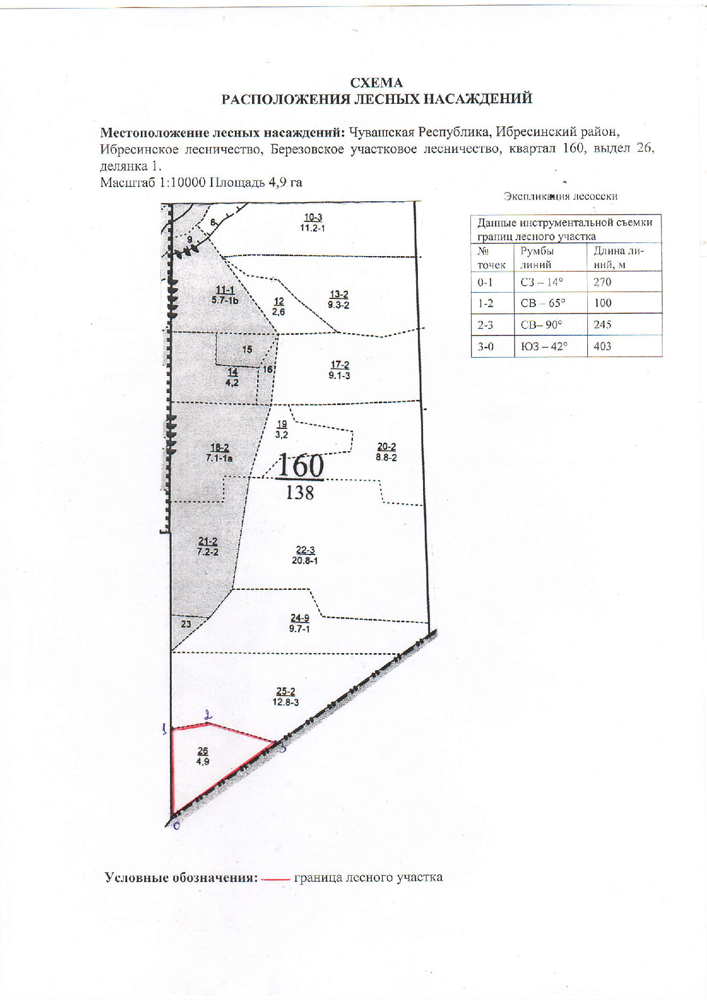 СХЕМА
РАСПОЛОЖЕНИЯ ЛЕСНЫХ НАСАЖДЕНИЙ
Местоположение лесных насаждений: Чувашская Республика, Ибресинский район,
Ибресинское лесничество, Березовское участковое лесничество, квартал 160, выдел 26,
делянка 1.
Масштаб 1:10000 Площадь 4,9 га
Экспликация лесосеки
Данные инструментальной съемки
границ лесного участка
№ точек Румбы линий Длина ли-
ний, м
0-1 СЗ – 14° 270
1-2 СВ – 65° 100
2-3 СВ– 90° 245
3-0 ЮЗ – 42° 403
8
9
10-3
11.2-1
11-1
5.7-1b
12
2,6
13-2
9.3-2
15
14
4,2
16
17-2
9.1-3
19
3,2
18-2
7.1-1a
20-2
8.8-2
160
138
21-2
7.2-2
22-3
20.8-1
23
24-9
9.7-1
25-2
12.8-3
1
2
3
26
4,9
0
Условные обозначения: граница лесного участка